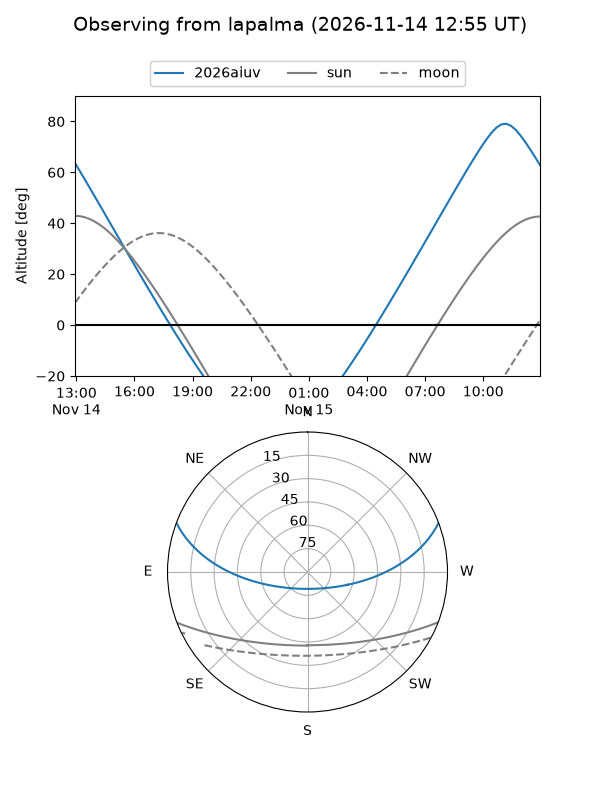 Observing from lapalma (2026-11-14 12:55 UT)
2026aiuv sun moon
Altitude [deg]
80
60
40
20
0
−20
13:00 16:00 19:00 22:00 01:00 04:00 07:00 10:00
Nov 14 Nov 15
N
NE NW
15
30
45
60
75
E W
SE SW
S